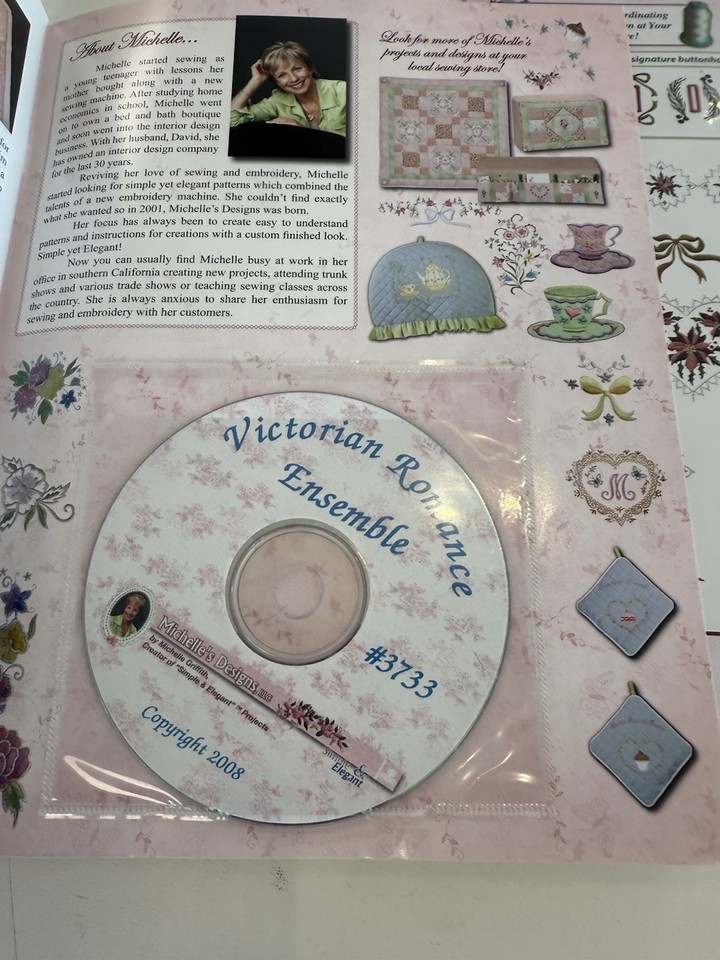 About Michelle...
Michelle started sewing as
a young teenager with lessons her
mother bought along with a new
sewing machine. After studying home
economics in school, Michelle went
on to own a bed and bath boutique
and soon went into the interior design
business. With her husband, David, she
has owned an interior design company
for the last 30 years.
Reviving her love of sewing and embroidery, Michelle
started looking for simple yet elegant patterns which combined the
talents of a new embroidery machine. She couldn't find exactly
what she wanted so in 2001, Michelle's Designs was born.
Her focus has always been to create easy to understand
patterns and instructions for creations with a custom finished look.
Simple yet Elegant!
Now you can usually find Michelle busy at work in her
office in southern California creating new projects, attending trunk
shows and various trade shows or teaching sewing classes across
the country. She is always anxious to share her enthusiasm for
sewing and embroidery with her customers.
Look for more of Michelle's
projects and designs at your
local sewing store!
M
Victorian Romance
Ensemble
#3733
Michelle's Designs, LLC
by Michelle Griffith,
Creator of "Simple & Elegant"™ Projects
Simple &
Elegant
Copyright 2008
rdinating
n at Your
e!
signature buttonho